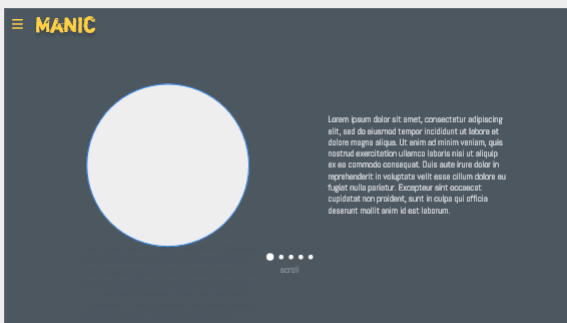 MANIC
Lorem ipsum dolor sit amet, consectetur adipiscing
elit, sed do eiusmod tempor incididunt ut labore et
dolore magna aliqua. Ut enim ad minim veniam, quis
nostrud exercitation ullamco laboris nisi ut aliquip
ex ea commodo consequat. Duis aute irure dolor in
reprehenderit in voluptate velit esse cillum dolore eu
fugiat nulla pariatur. Excepteur sint occaecat
cupidatat non proident, sunt in culpa qui officia
deserunt mollit anim id est laborum.
scroll